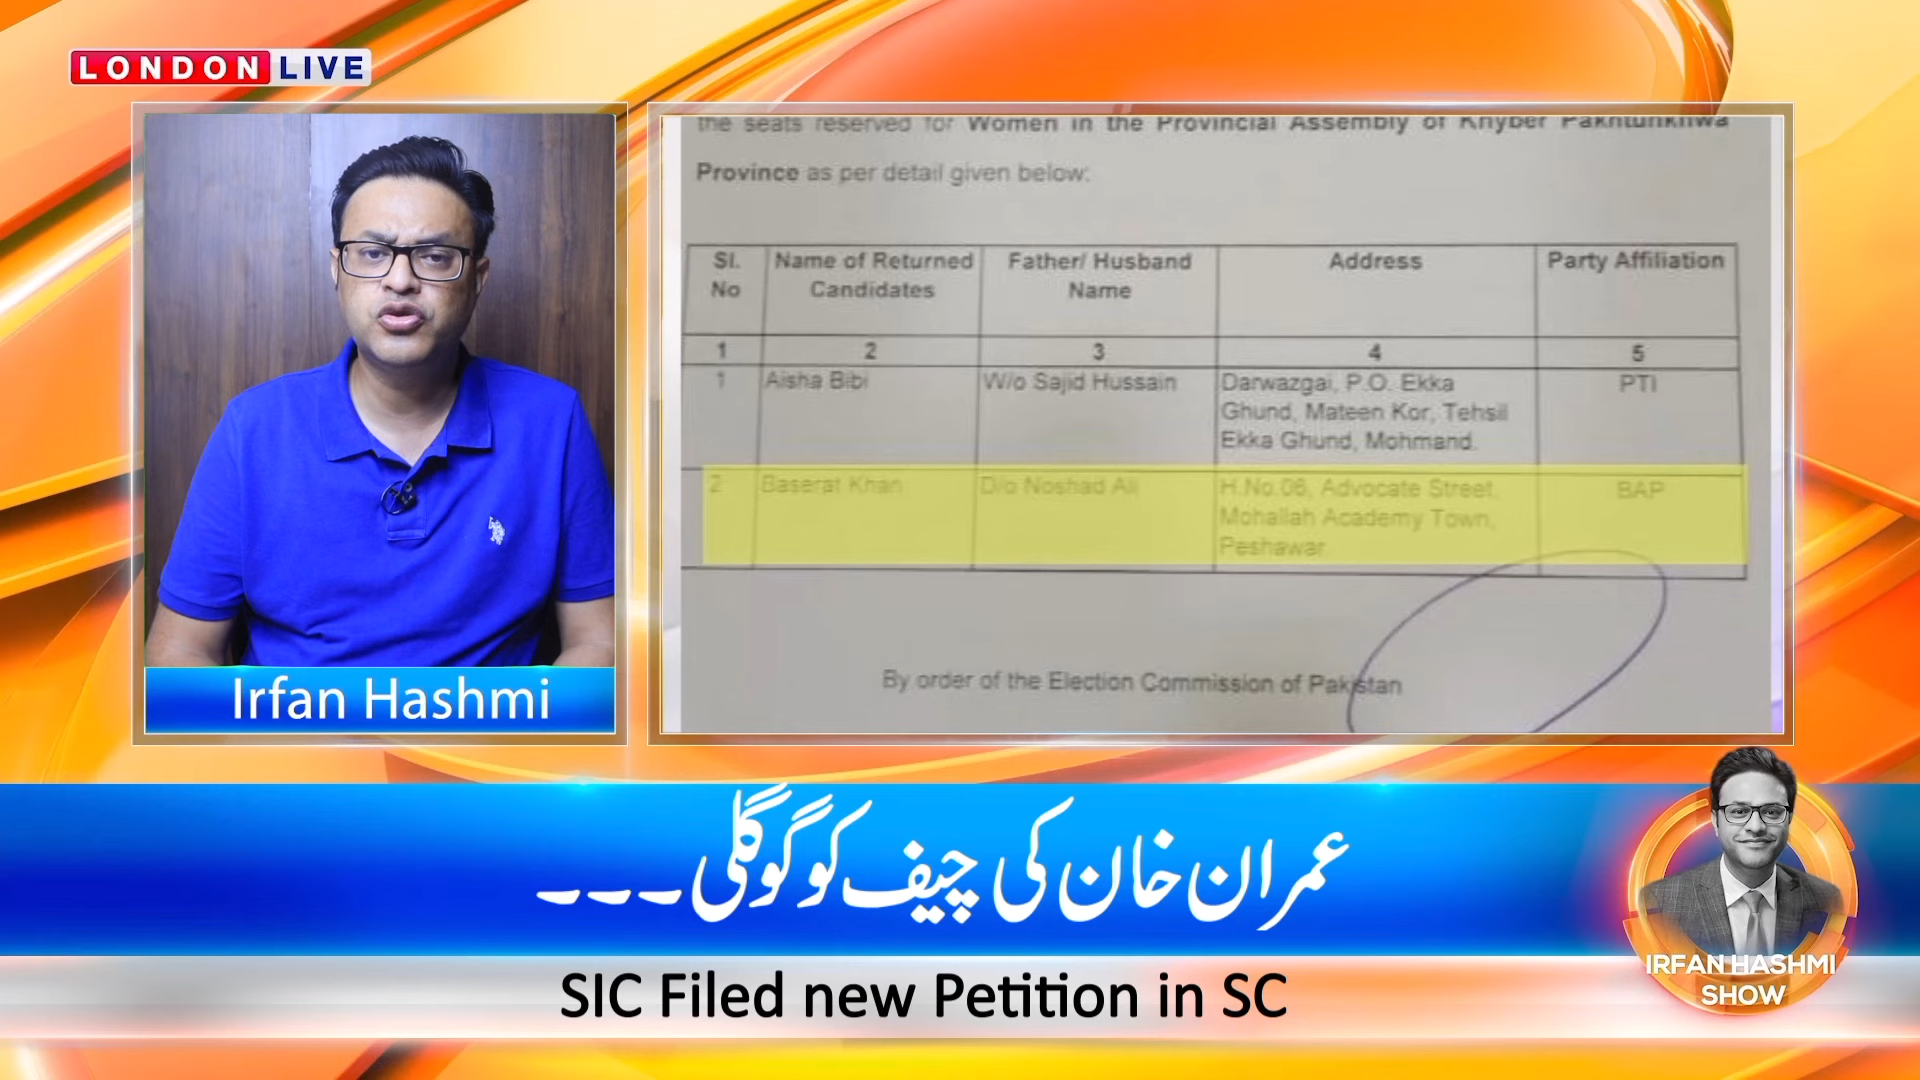 LONDON LIVE
the seats reserved for Women in the Provincial Assembly of Khyber Pakhtunkhwa
Province as per detail given below:
Sl. No Name of Returned Candidates Father/ Husband Name Address Party Affiliation
1 2 3 4 5
1 Aisha Bibi W/o Sajid Hussain Darwazgai, P.O. Ekka PTI
Ghund, Mateen Kor, Tehsil
Ekka Ghund, Mohmand.
2 Baserat Khan D/o Noshad Ali H.No.06, Advocate Street, BAP
Mohallah Academy Town,
Peshawar.
By order of the Election Commission of Pakistan
Irfan Hashmi
عمران خان کی چیف کو گوگلی ۔۔۔
SIC Filed new Petition in SC
IRFAN HASHMI
SHOW